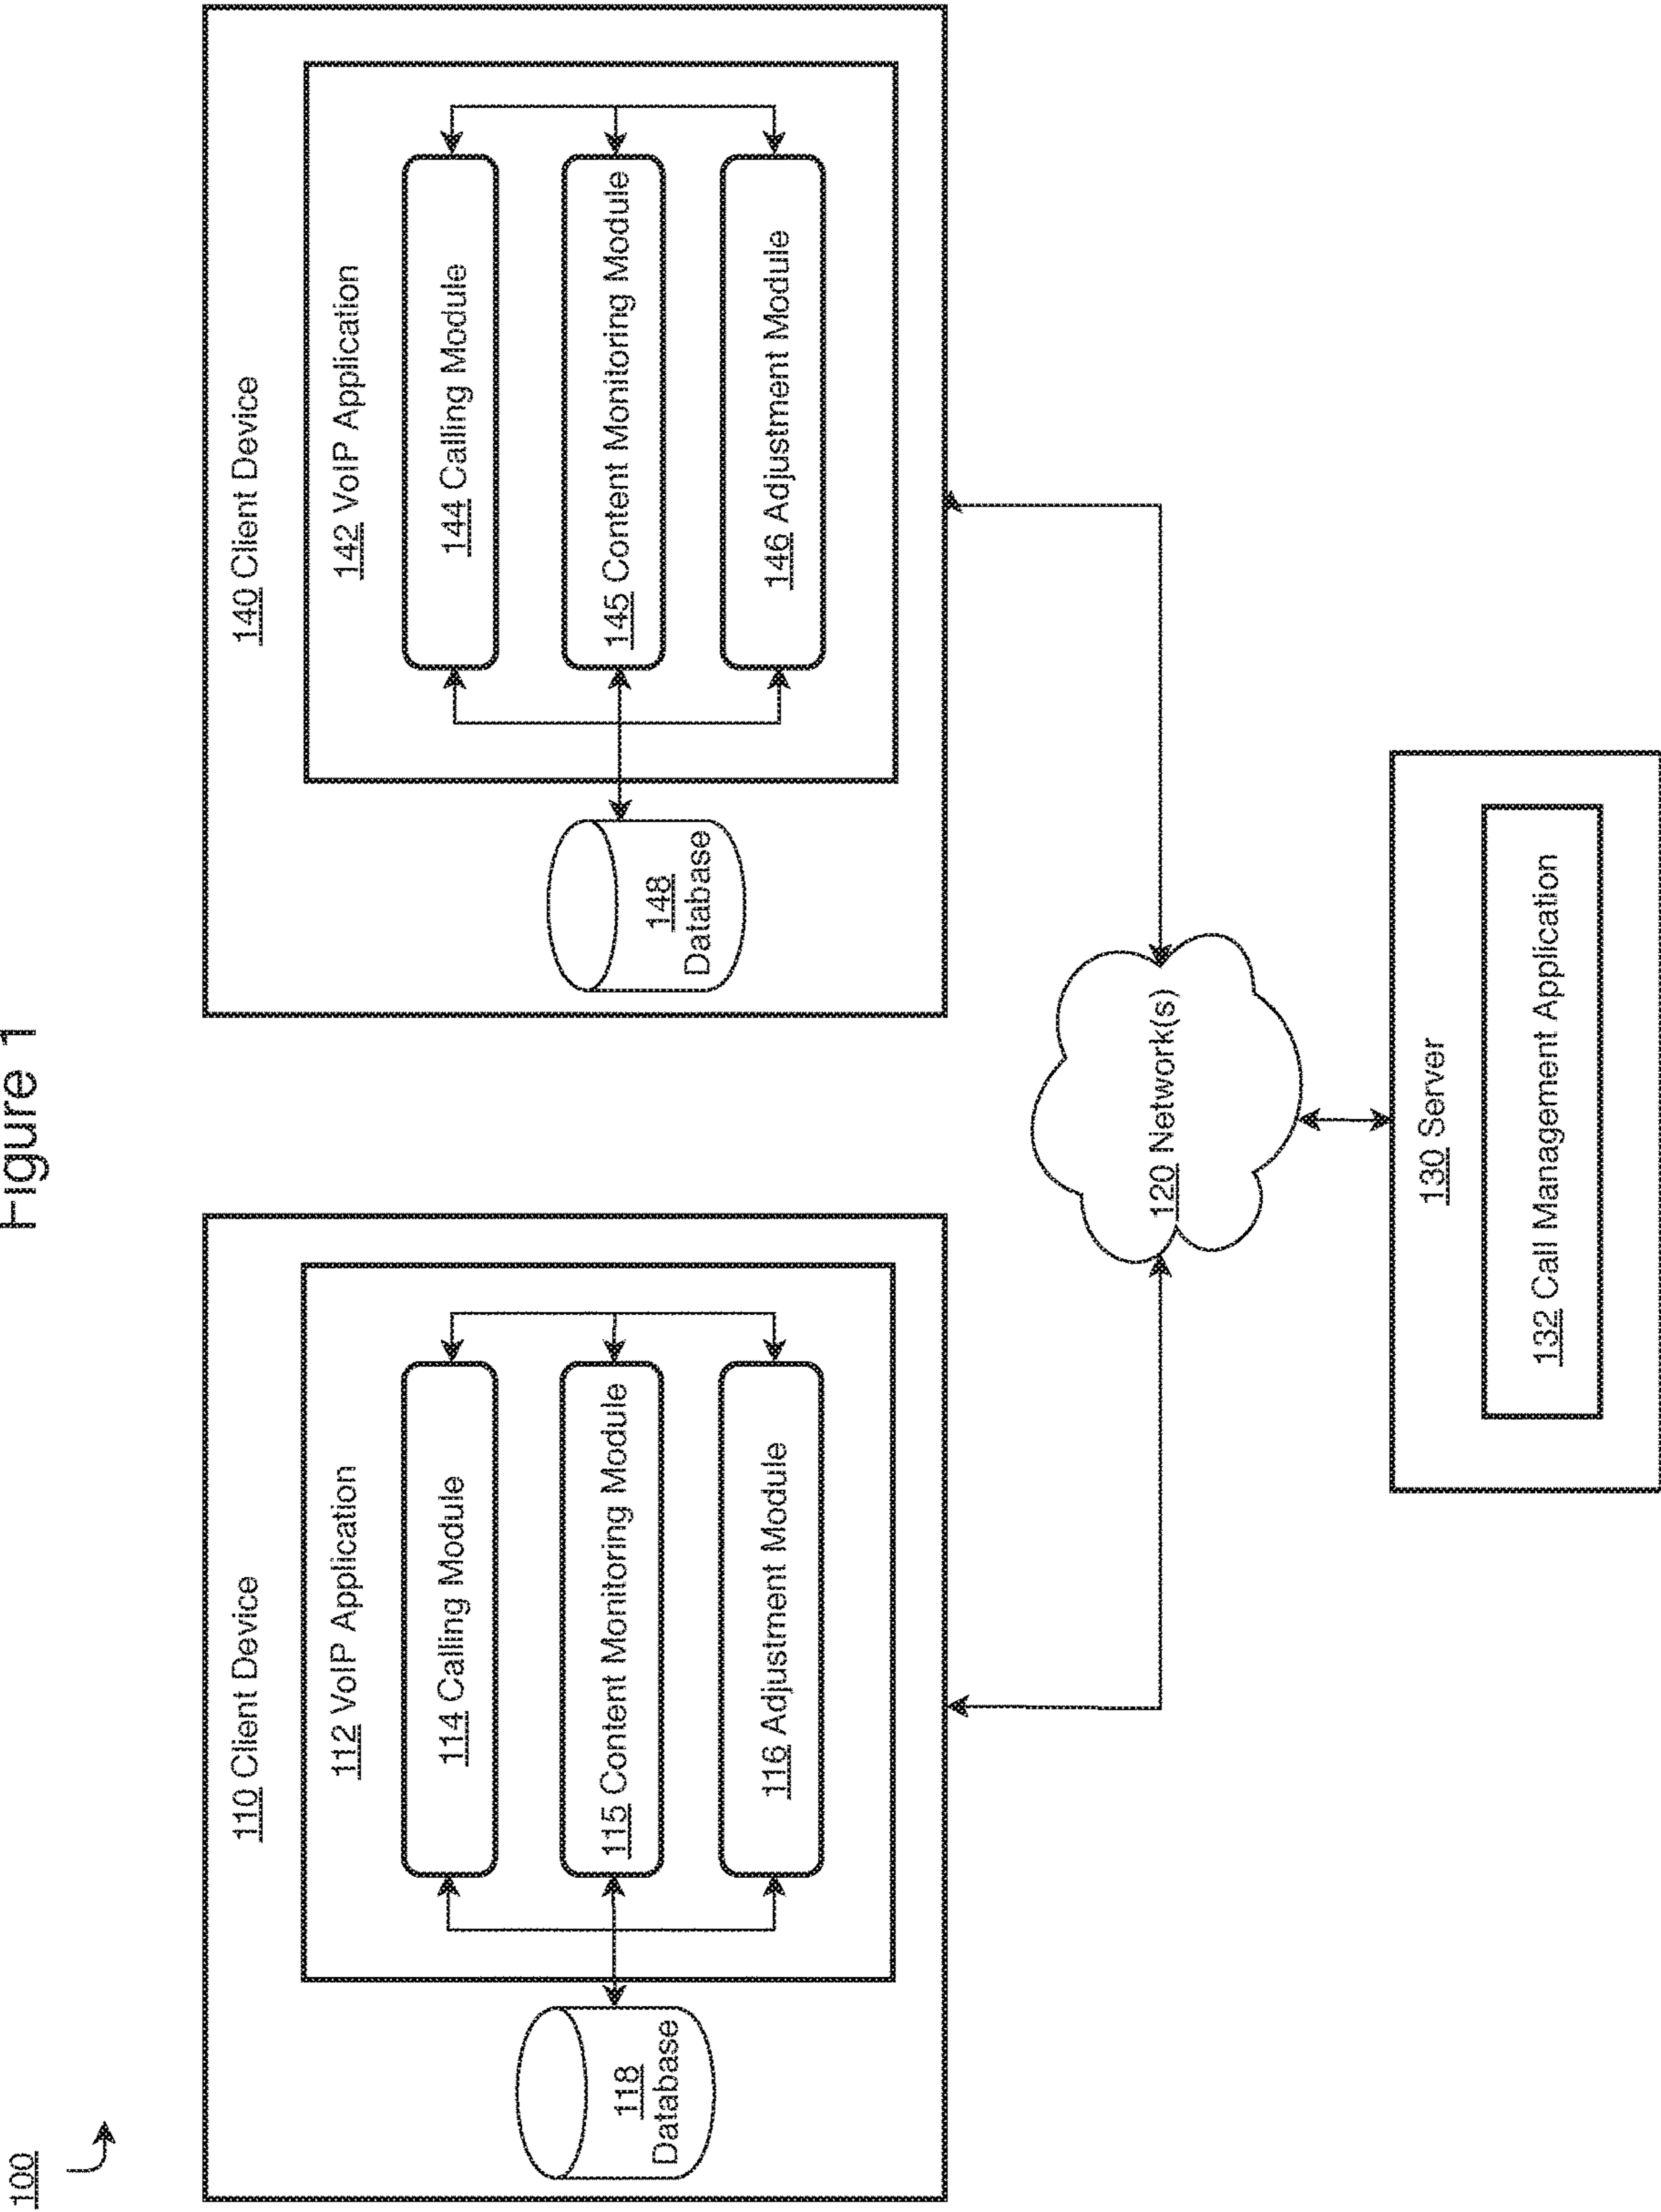 Figure 1
100
110 Client Device
112 VoIP Application
114 Calling Module
115 Content Monitoring Module
116 Adjustment Module
118
Database
140 Client Device
142 VoIP Application
144 Calling Module
145 Content Monitoring Module
146 Adjustment Module
148
Database
120 Network(s)
130 Server
132 Call Management Application